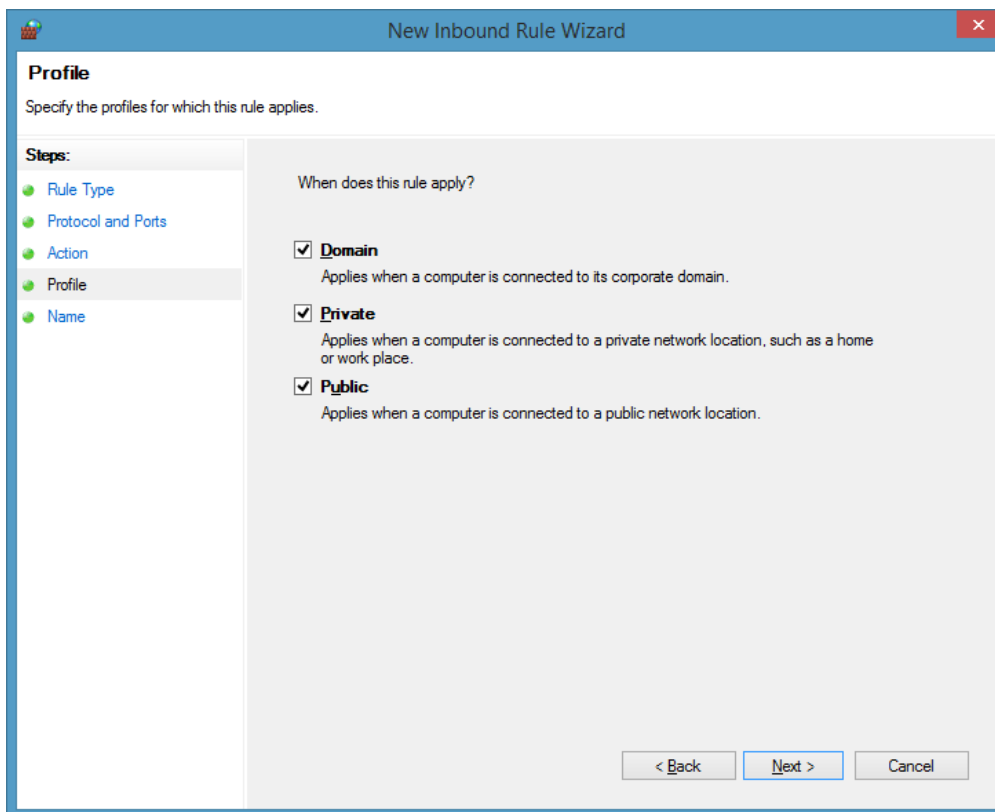 New Inbound Rule Wizard
Profile
Specify the profiles for which this rule applies.
Steps:
Rule Type
Protocol and Ports
Action
Profile
Name
When does this rule apply?
Domain
Applies when a computer is connected to its corporate domain.
Private
Applies when a computer is connected to a private network location, such as a home
or work place.
Public
Applies when a computer is connected to a public network location.
< Back
Next >
Cancel